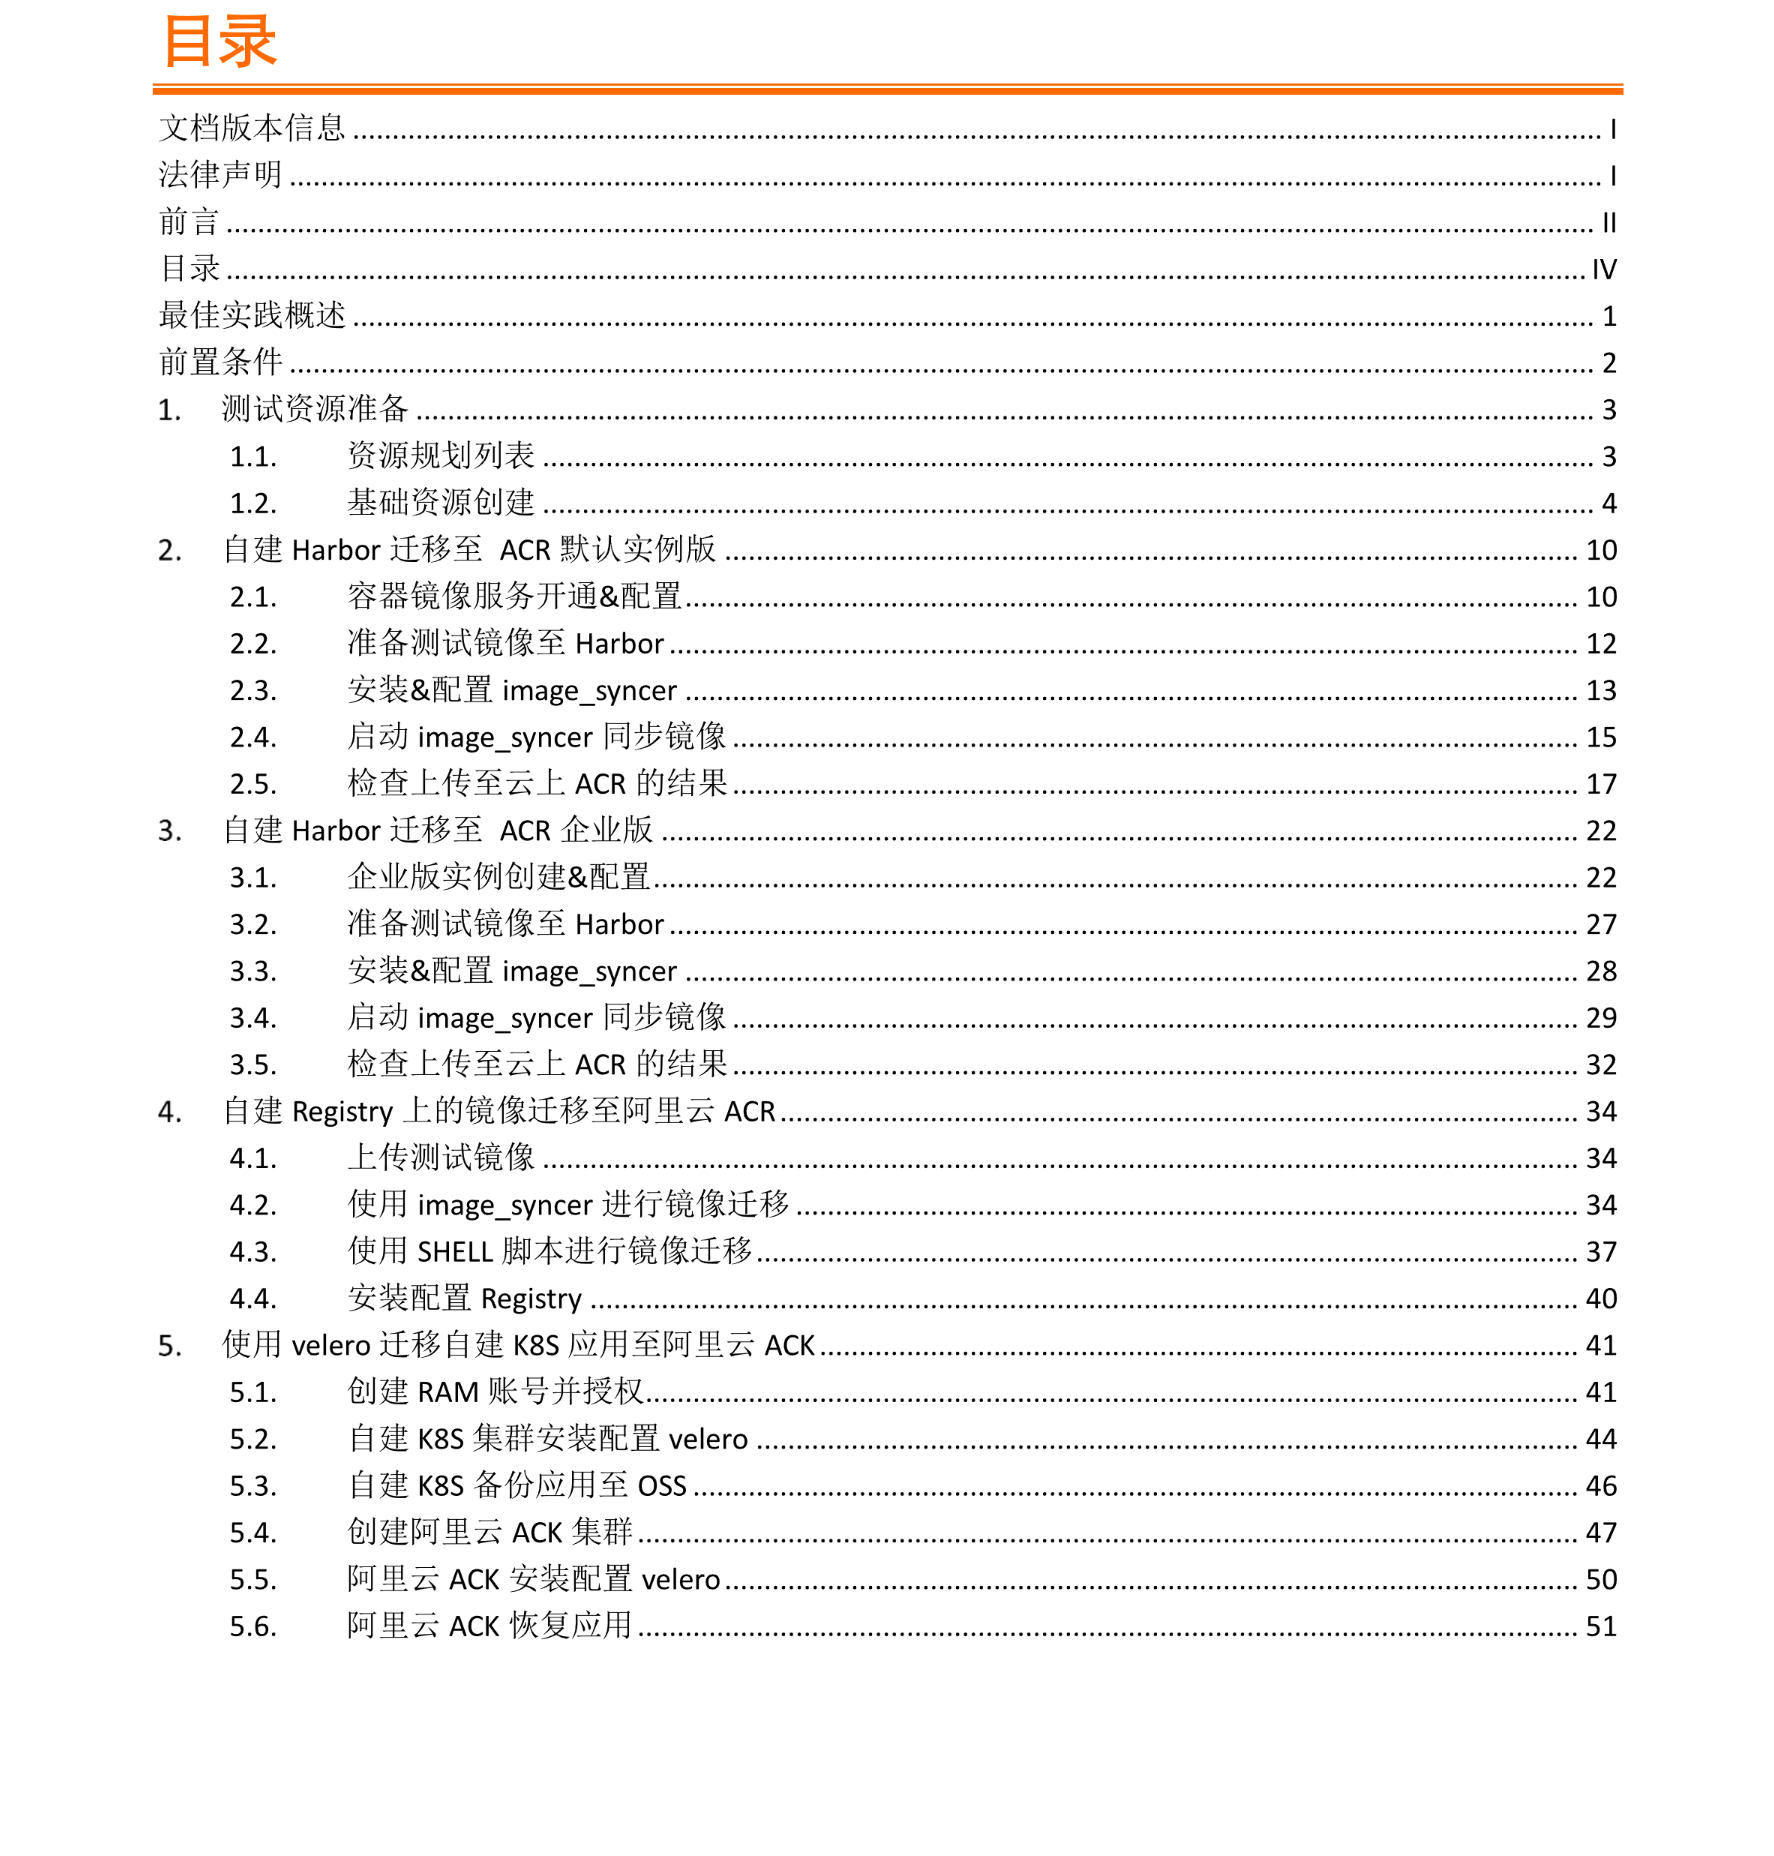 目录
文档版本信息 I
法律声明 I
前言 II
目录 IV
最佳实践概述 1
前置条件 2
1. 测试资源准备 3
1.1. 资源规划列表 3
1.2. 基础资源创建 4
2. 自建 Harbor 迁移至 ACR 默认实例版 10
2.1. 容器镜像服务开通&配置 10
2.2. 准备测试镜像至 Harbor 12
2.3. 安装&配置 image_syncer 13
2.4. 启动 image_syncer 同步镜像 15
2.5. 检查上传至云上 ACR 的结果 17
3. 自建 Harbor 迁移至 ACR 企业版 22
3.1. 企业版实例创建&配置 22
3.2. 准备测试镜像至 Harbor 27
3.3. 安装&配置 image_syncer 28
3.4. 启动 image_syncer 同步镜像 29
3.5. 检查上传至云上 ACR 的结果 32
4. 自建 Registry 上的镜像迁移至阿里云 ACR 34
4.1. 上传测试镜像 34
4.2. 使用 image_syncer 进行镜像迁移 34
4.3. 使用 SHELL 脚本进行镜像迁移 37
4.4. 安装配置 Registry 40
5. 使用 velero 迁移自建 K8S 应用至阿里云 ACK 41
5.1. 创建 RAM 账号并授权 41
5.2. 自建 K8S 集群安装配置 velero 44
5.3. 自建 K8S 备份应用至 OSS 46
5.4. 创建阿里云 ACK 集群 47
5.5. 阿里云 ACK 安装配置 velero 50
5.6. 阿里云 ACK 恢复应用 51